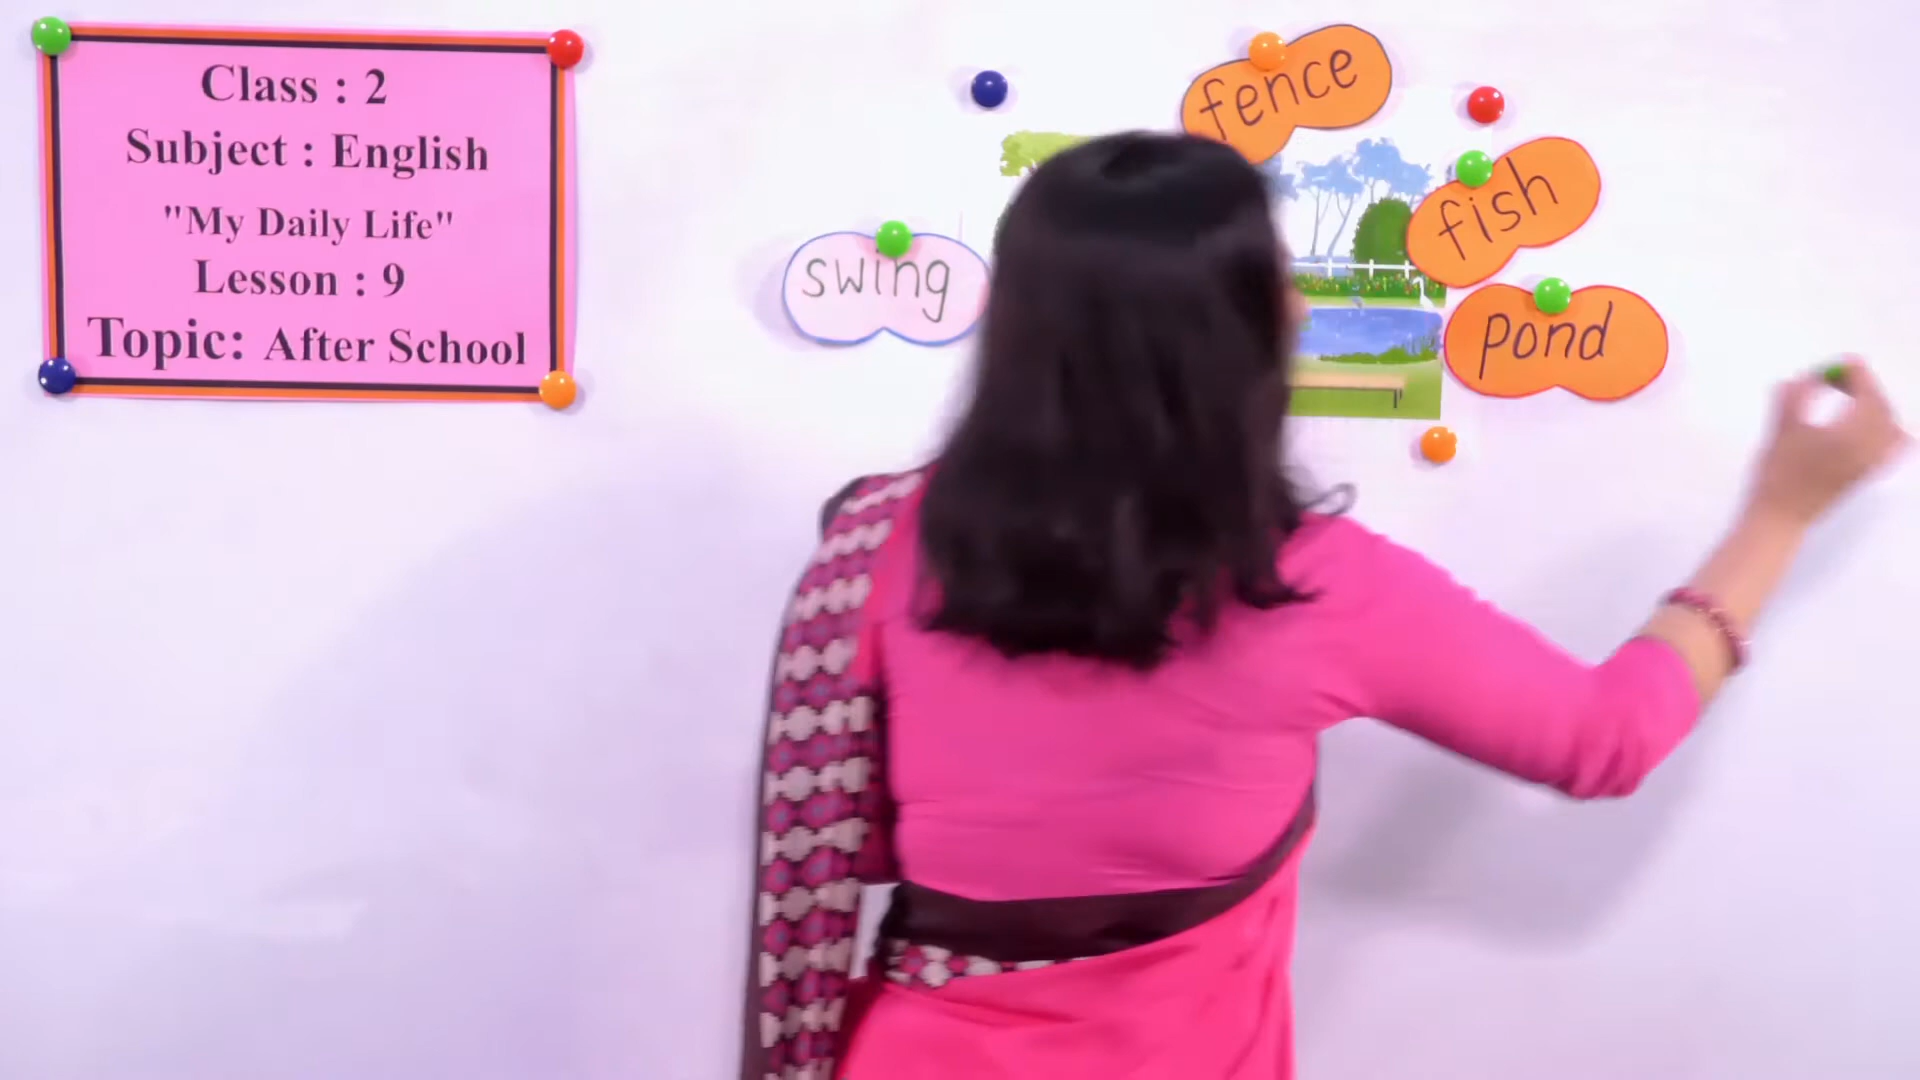 Class : 2
Subject : English
"My Daily Life"
Lesson : 9
Topic: After School
fence
fish
swing
pond